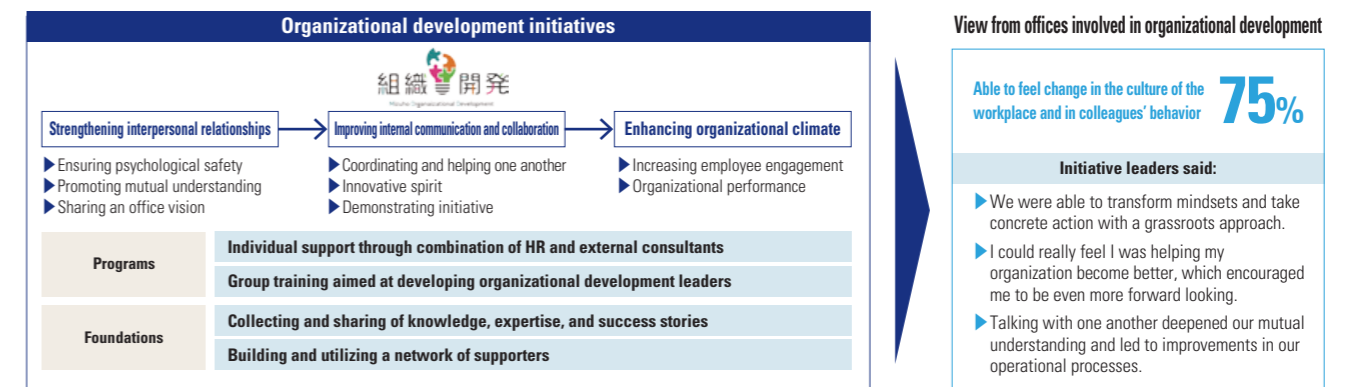 Organizational development initiatives
組織開発
Mizuho Organizational Development
Strengthening interpersonal relationships
Improving internal communication and collaboration
Enhancing organizational climate
Ensuring psychological safety
Promoting mutual understanding
Sharing an office vision
Coordinating and helping one another
Innovative spirit
Demonstrating initiative
Increasing employee engagement
Organizational performance
Programs
Individual support through combination of HR and external consultants
Group training aimed at developing organizational development leaders
Foundations
Collecting and sharing of knowledge, expertise, and success stories
Building and utilizing a network of supporters
View from offices involved in organizational development
Able to feel change in the culture of the
workplace and in colleagues’ behavior
75%
Initiative leaders said:
We were able to transform mindsets and take
concrete action with a grassroots approach.
I could really feel I was helping my
organization become better, which encouraged
me to be even more forward looking.
Talking with one another deepened our mutual
understanding and led to improvements in our
operational processes.